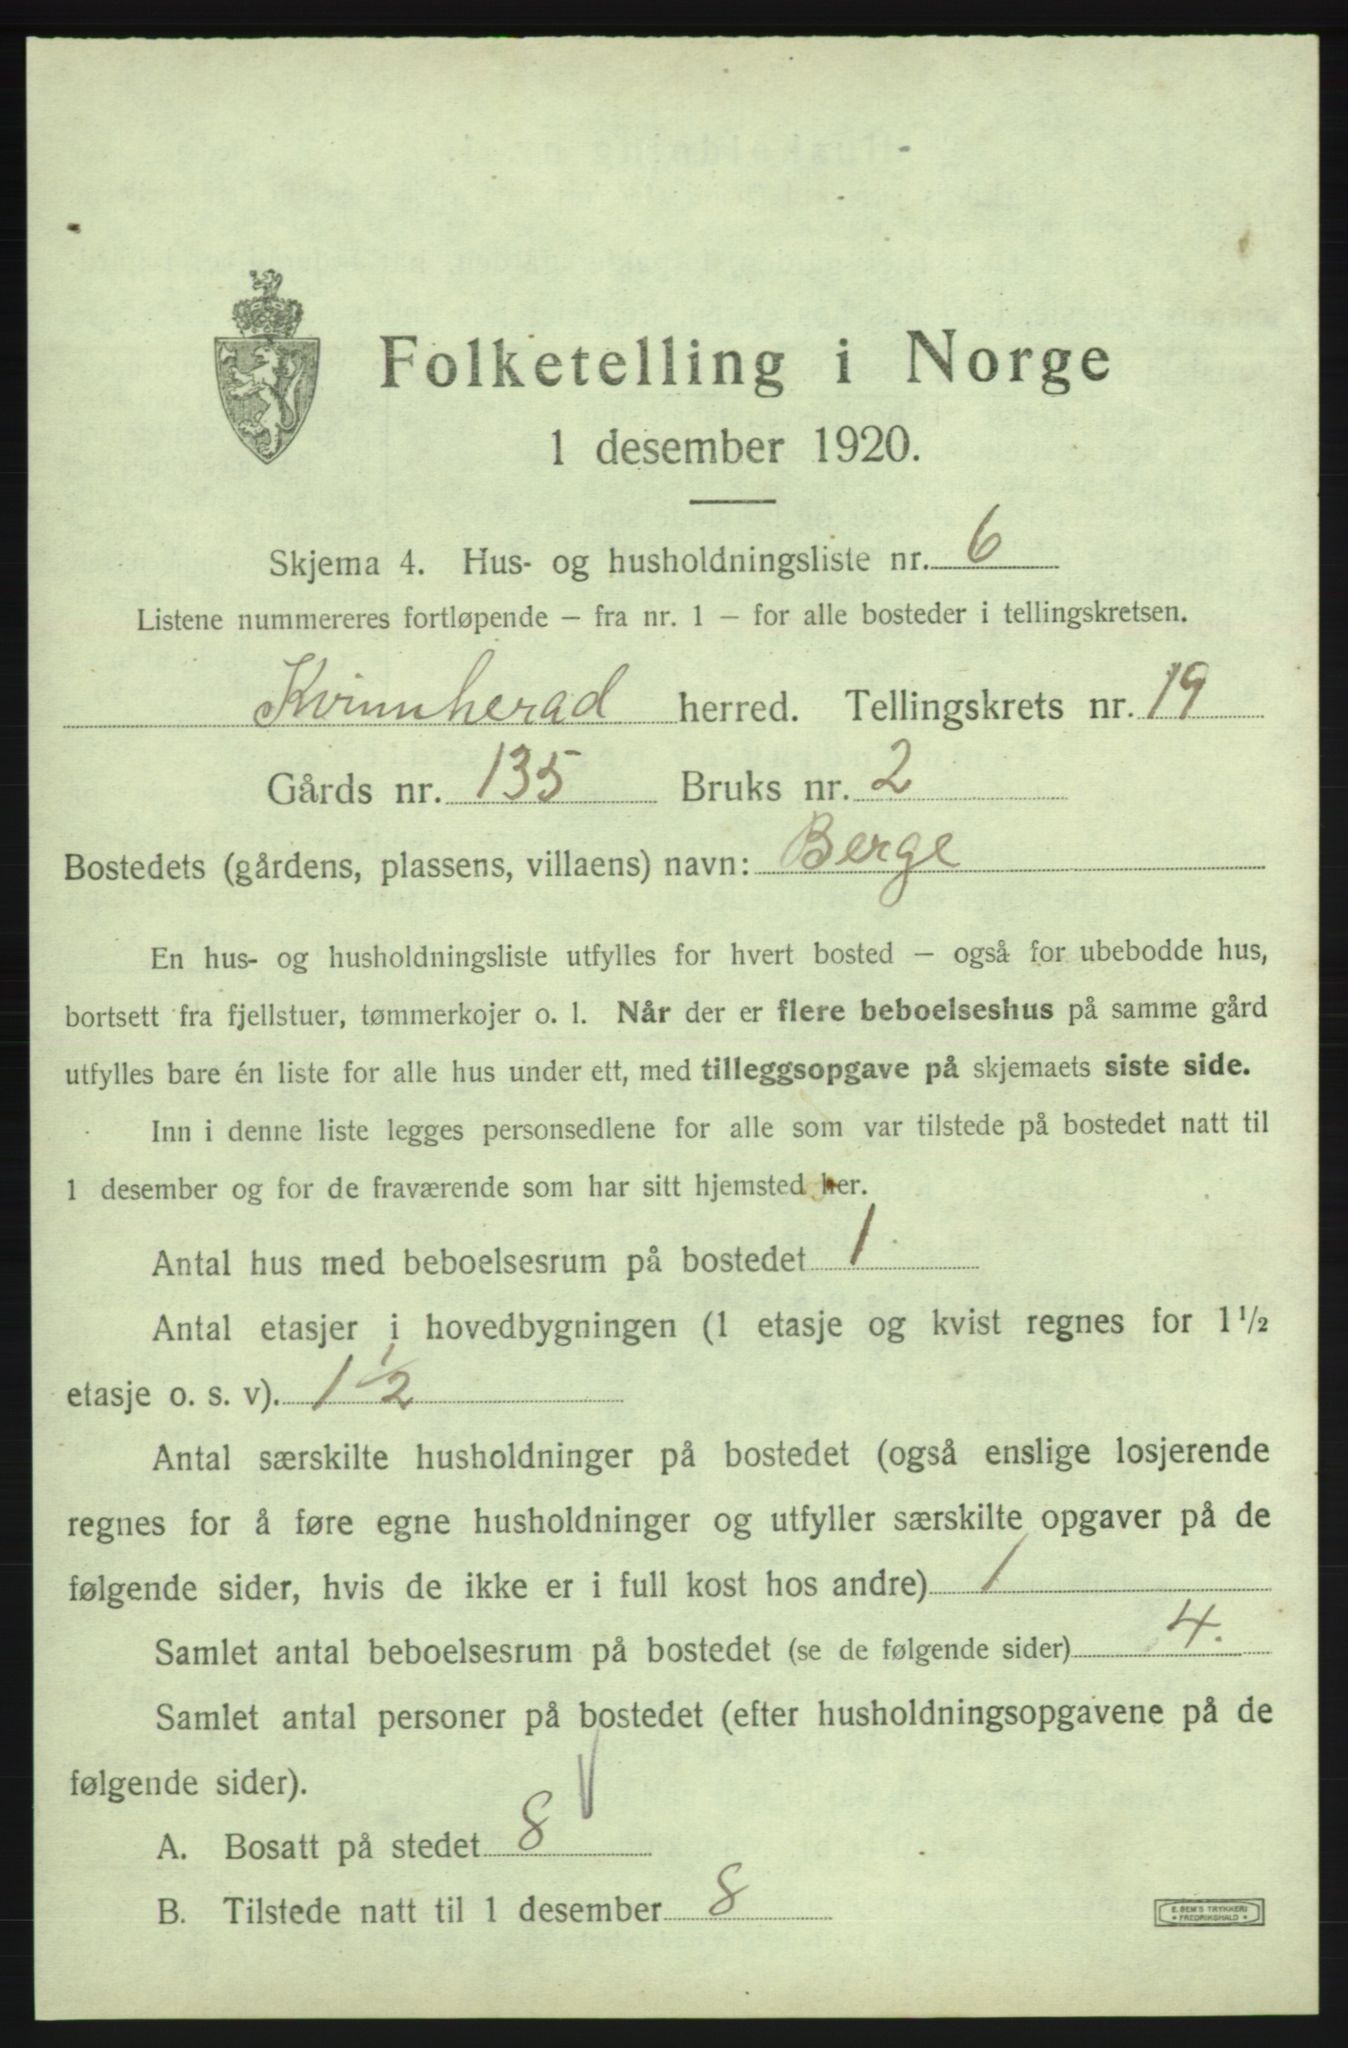 Folketelling i Norge
1 desember 1920.
Skjema 4. Hus- og husholdningsliste nr. 6
Listene nummereres fortløpende – fra nr. 1 – for alle bosteder i tellingskretsen.
Kvinnherad herred. Tellingskrets nr. 19
Gårds nr. 135 Bruks nr. 2
Bostedets (gårdens, plassens, villaens) navn: Berge
En hus- og husholdningsliste utfylles for hvert bosted – også for ubebodde hus,
bortsett fra fjellstuer, tømmerkojer o. l. Når der er flere beboelseshus på samme gård
utfylles bare én liste for alle hus under ett, med tilleggsopgave på skjemaets siste side.
Inn i denne liste legges personsedlene for alle som var tilstede på bostedet natt til
1 desember og for de fraværende som har sitt hjemsted her.
Antal hus med beboelsesrum på bostedet 1
Antal etasjer i hovedbygningen (1 etasje og kvist regnes for 1 1/2
etasje o. s. v). 1 1/2
Antal særskilte husholdninger på bostedet (også enslige losjerende
regnes for å føre egne husholdninger og utfyller særskilte opgaver på de
følgende sider, hvis de ikke er i full kost hos andre) 1
Samlet antal beboelsesrum på bostedet (se de følgende sider) 4.
Samlet antal personer på bostedet (efter husholdningsopgavene på de
følgende sider).
A. Bosatt på stedet 8
B. Tilstede natt til 1 desember 8
E. SEM'S TRYKKERI
• FREDRIKSHALD •